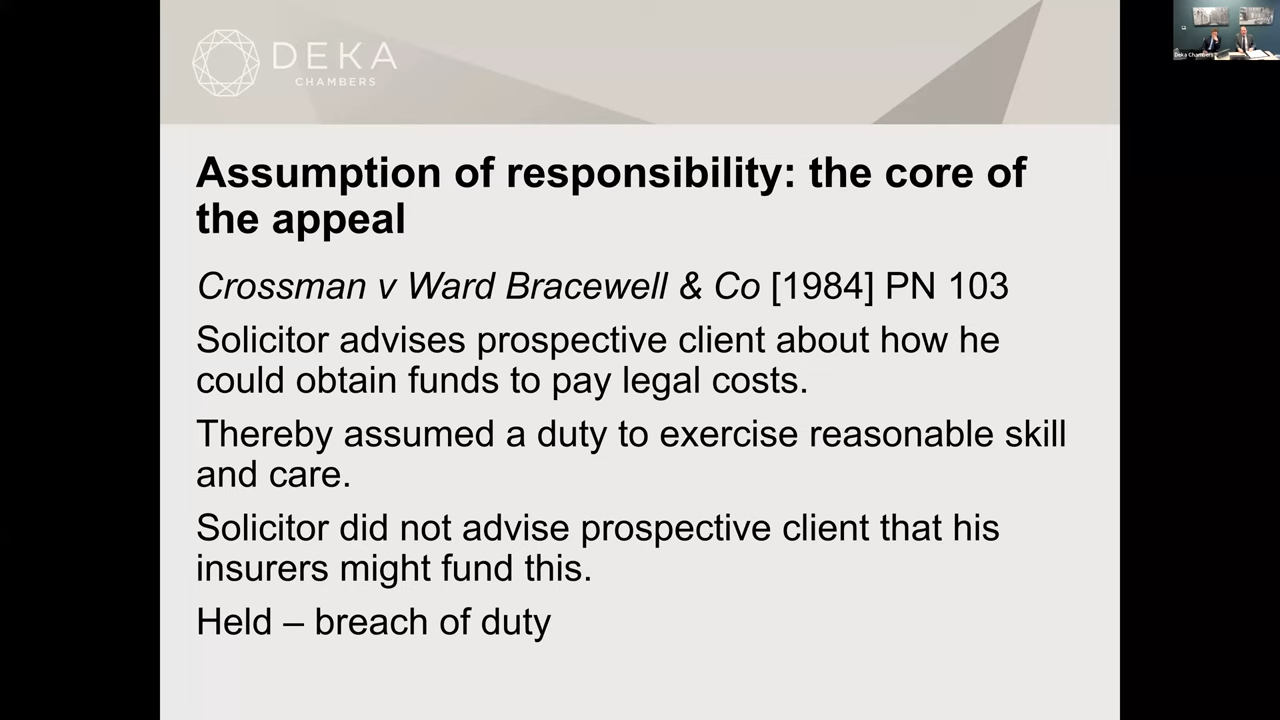 DEKA
CHAMBERS
Deka Chambers
Assumption of responsibility: the core of
the appeal
Crossman v Ward Bracewell & Co [1984] PN 103
Solicitor advises prospective client about how he
could obtain funds to pay legal costs.
Thereby assumed a duty to exercise reasonable skill
and care.
Solicitor did not advise prospective client that his
insurers might fund this.
Held – breach of duty